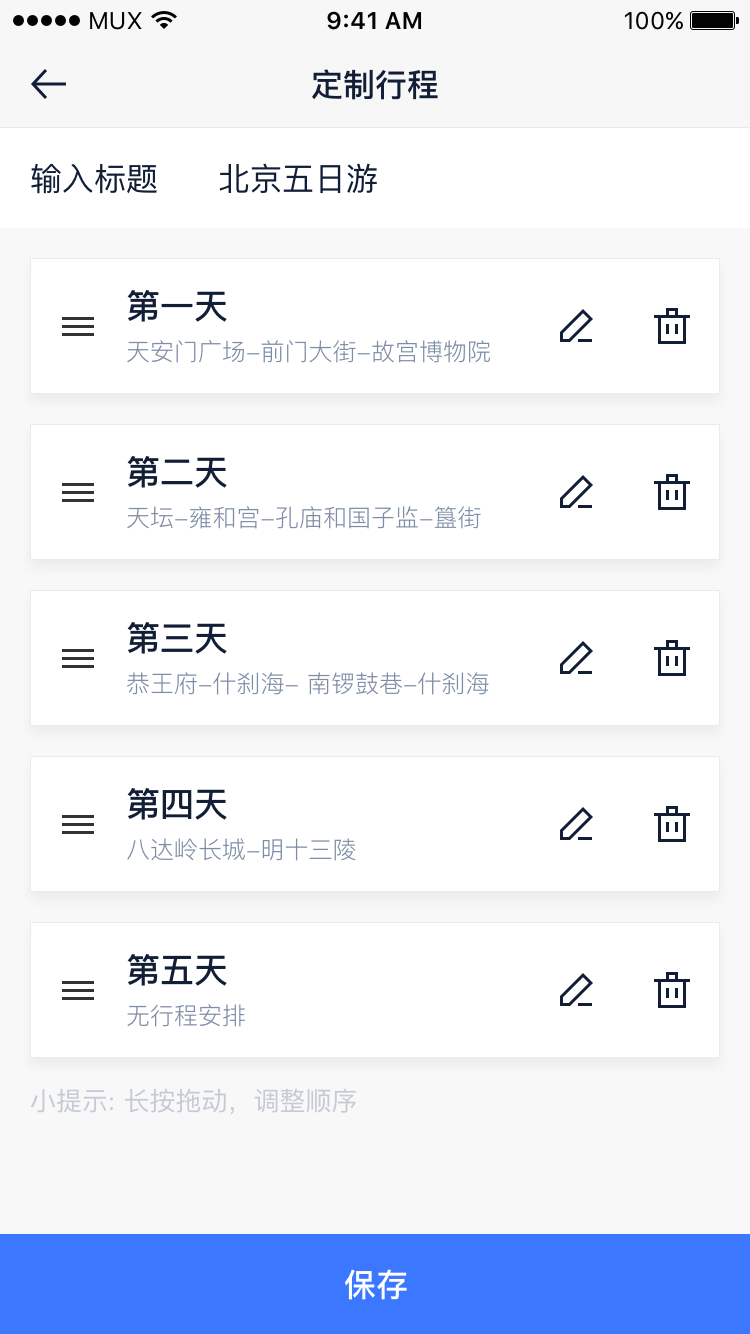 MUX 9:41 AM 100%
定制行程
输入标题 北京五日游
第一天
天安门广场–前门大街–故宫博物院
第二天
天坛–雍和宫–孔庙和国子监–簋街
第三天
恭王府–什刹海– 南锣鼓巷–什刹海
第四天
八达岭长城–明十三陵
第五天
无行程安排
小提示: 长按拖动，调整顺序
保存